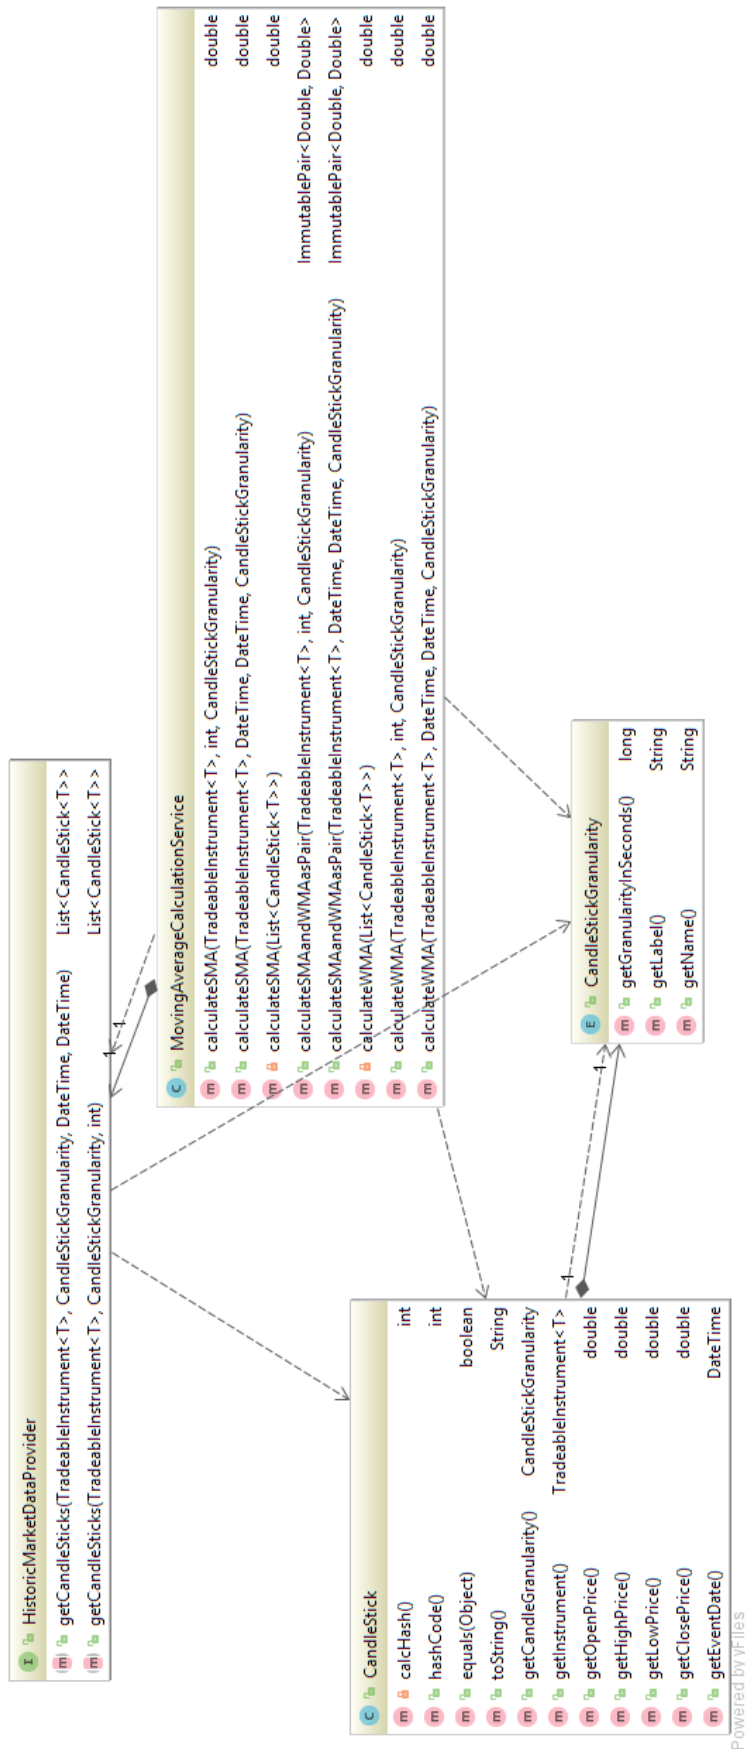 I HistoricMarketDataProvider
m getCandleSticks(TradeableInstrument<T>, CandleStickGranularity, DateTime, DateTime) List<CandleStick<T>>
m getCandleSticks(TradeableInstrument<T>, CandleStickGranularity, int) List<CandleStick<T>>
1
1
C MovingAverageCalculationService
m calculateSMA(TradeableInstrument<T>, int, CandleStickGranularity) double
m calculateSMA(TradeableInstrument<T>, DateTime, DateTime, CandleStickGranularity) double
m calculateSMA(List<CandleStick<T>>) double
m calculateSMAandWMAasPair(TradeableInstrument<T>, int, CandleStickGranularity) ImmutablePair<Double, Double>
m calculateSMAandWMAasPair(TradeableInstrument<T>, DateTime, DateTime, CandleStickGranularity) ImmutablePair<Double, Double>
m calculateWMA(List<CandleStick<T>>) double
m calculateWMA(TradeableInstrument<T>, int, CandleStickGranularity) double
m calculateWMA(TradeableInstrument<T>, DateTime, DateTime, CandleStickGranularity) double
C CandleStick
m calcHash() int
m hashCode() int
m equals(Object) boolean
m toString() String
m getCandleGranularity() CandleStickGranularity
m getInstrument() TradeableInstrument<T>
m getOpenPrice() double
m getHighPrice() double
m getLowPrice() double
m getClosePrice() double
m getEventDate() DateTime
1
1
E CandleStickGranularity
m getGranularityInSeconds() long
m getLabel() String
m getName() String
Powered by yFiles